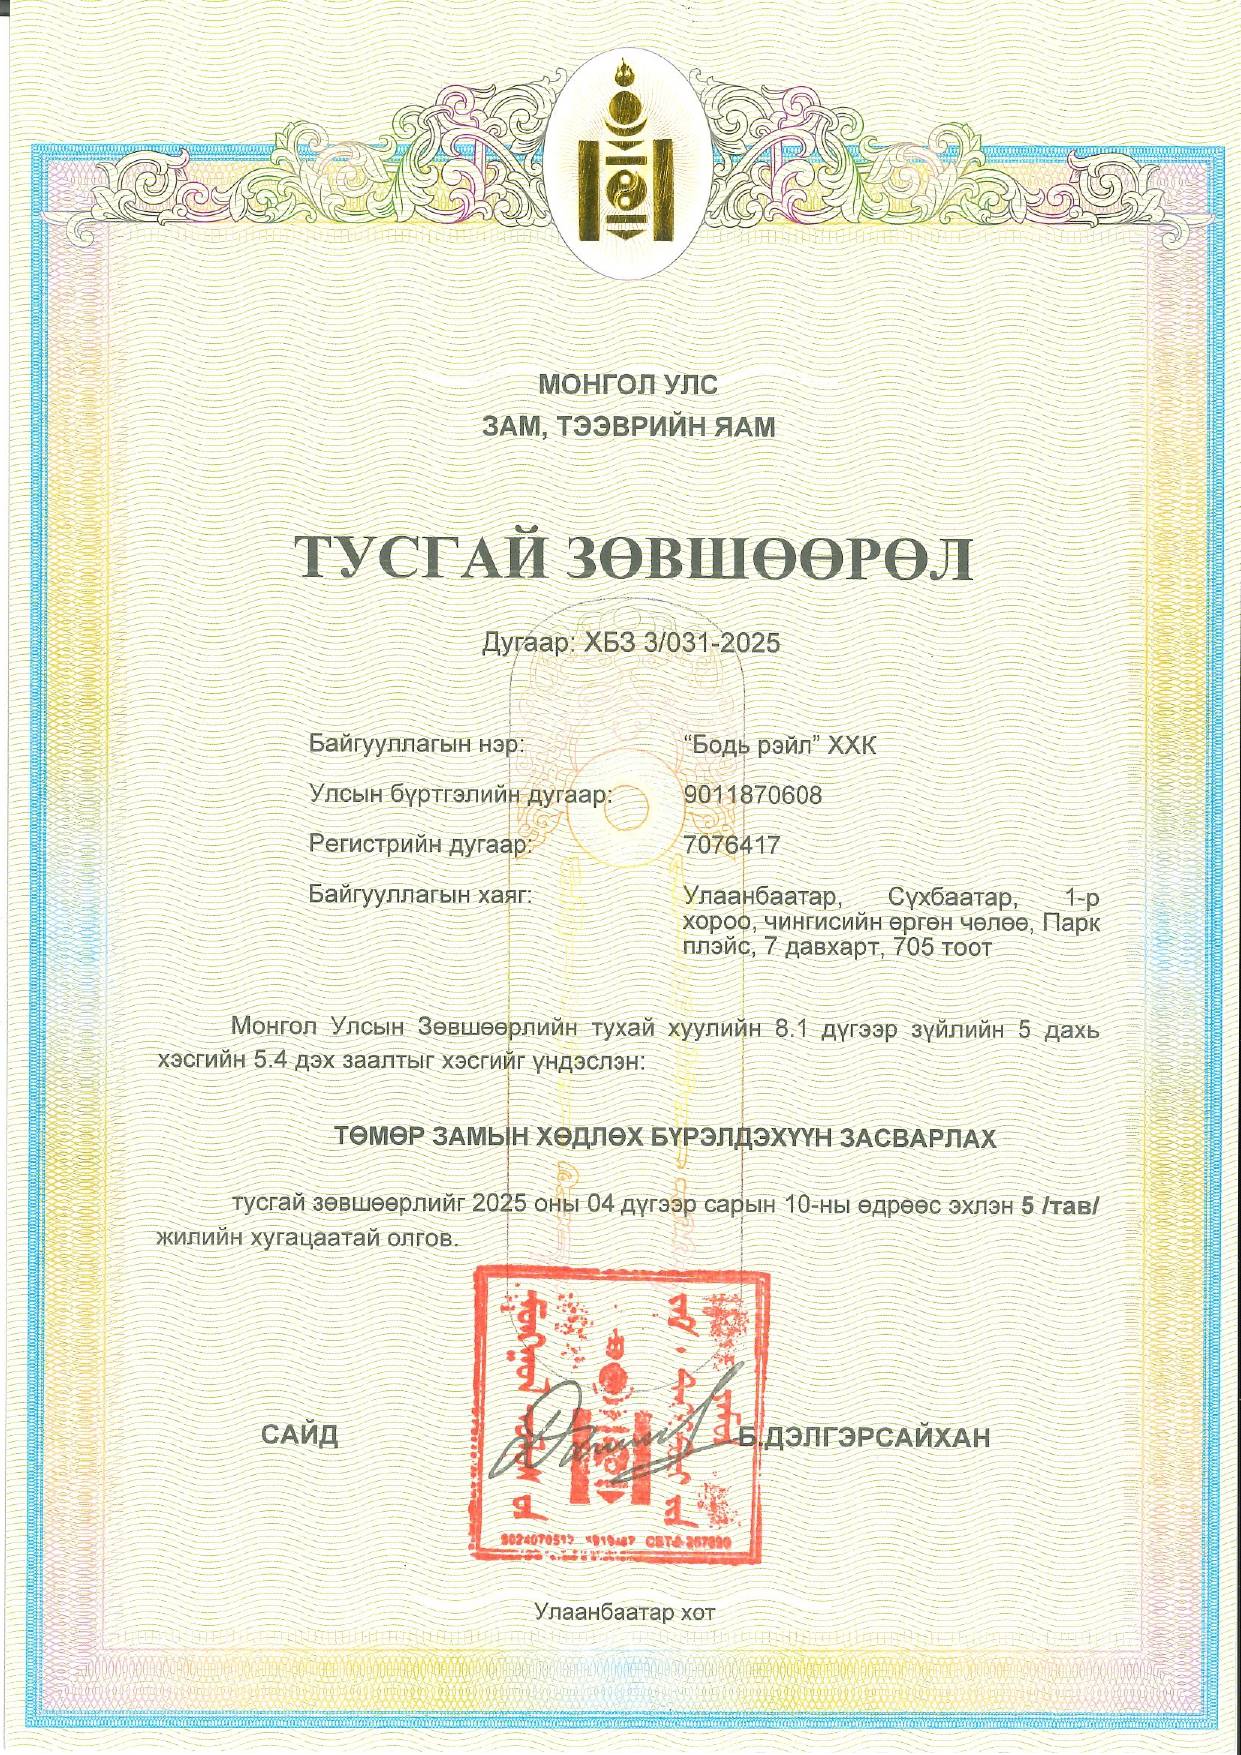 МОНГОЛ УЛС
ЗАМ, ТЭЭВРИЙН ЯАМ
ТУСГАЙ ЗӨВШӨӨРӨЛ
Дугаар: ХБЗ 3/031-2025
Байгууллагын нэр: “Бодь рэйл” ХХК
Улсын бүртгэлийн дугаар: 9011870608
Регистрийн дугаар: 7076417
Байгууллагын хаяг: Улаанбаатар, Сүхбаатар, 1-р
хороо, чингисийн өргөн чөлөө, Парк
плэйс, 7 давхарт, 705 тоот
Монгол Улсын Зөвшөөрлийн тухай хуулийн 8.1 дүгээр зүйлийн 5 дахь
хэсгийн 5.4 дэх заалтыг хэсгийг үндэслэн:
ТӨМӨР ЗАМЫН ХӨДЛӨХ БҮРЭЛДЭХҮҮН ЗАСВАРЛАХ
тусгай зөвшөөрлийг 2025 оны 04 дүгээр сарын 10-ны өдрөөс эхлэн 5 /тав/
жилийн хугацаатай олгов.
САЙД Б.ДЭЛГЭРСАЙХАН
Улаанбаатар хот